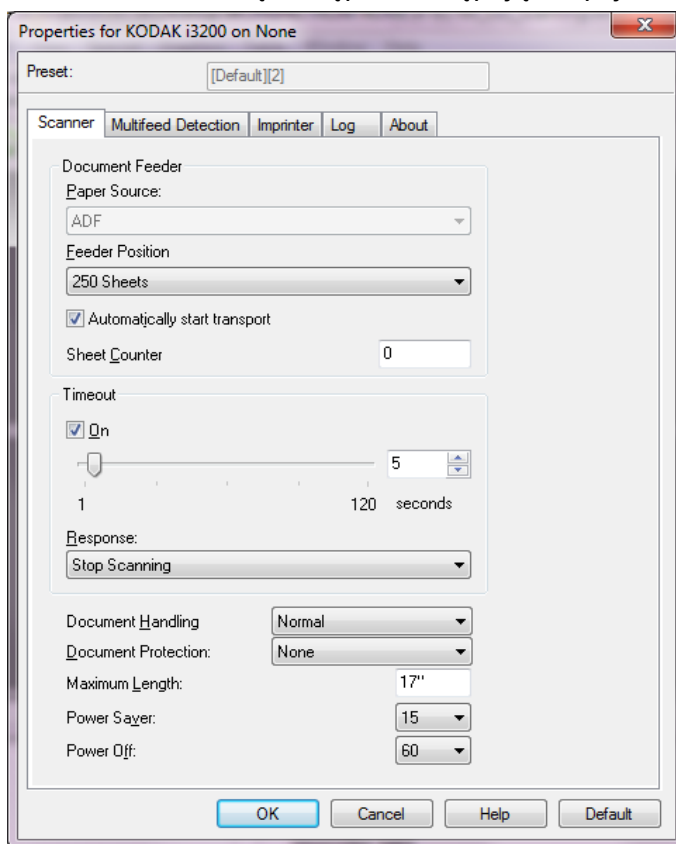 Properties for KODAK i3200 on None
Preset: [Default][2]
Scanner Multifeed Detection Imprinter Log About
Document Feeder
Paper Source:
ADF
Feeder Position
250 Sheets
Automatically start transport
Sheet Counter 0
Timeout
On
5
1 120 seconds
Response:
Stop Scanning
Document Handling Normal
Document Protection: None
Maximum Length: 17"
Power Saver: 15
Power Off: 60
OK Cancel Help Default